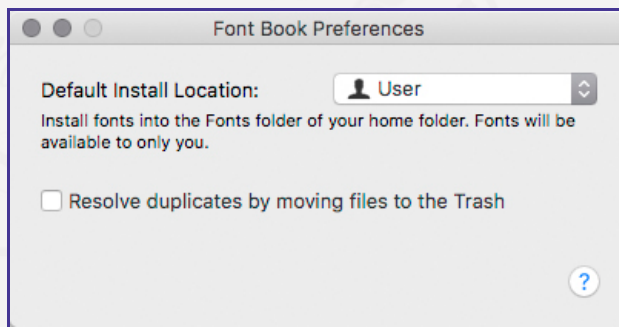 Font Book Preferences
Default Install Location:   User
Install fonts into the Fonts folder of your home folder. Fonts will be
available to only you.
Resolve duplicates by moving files to the Trash
?